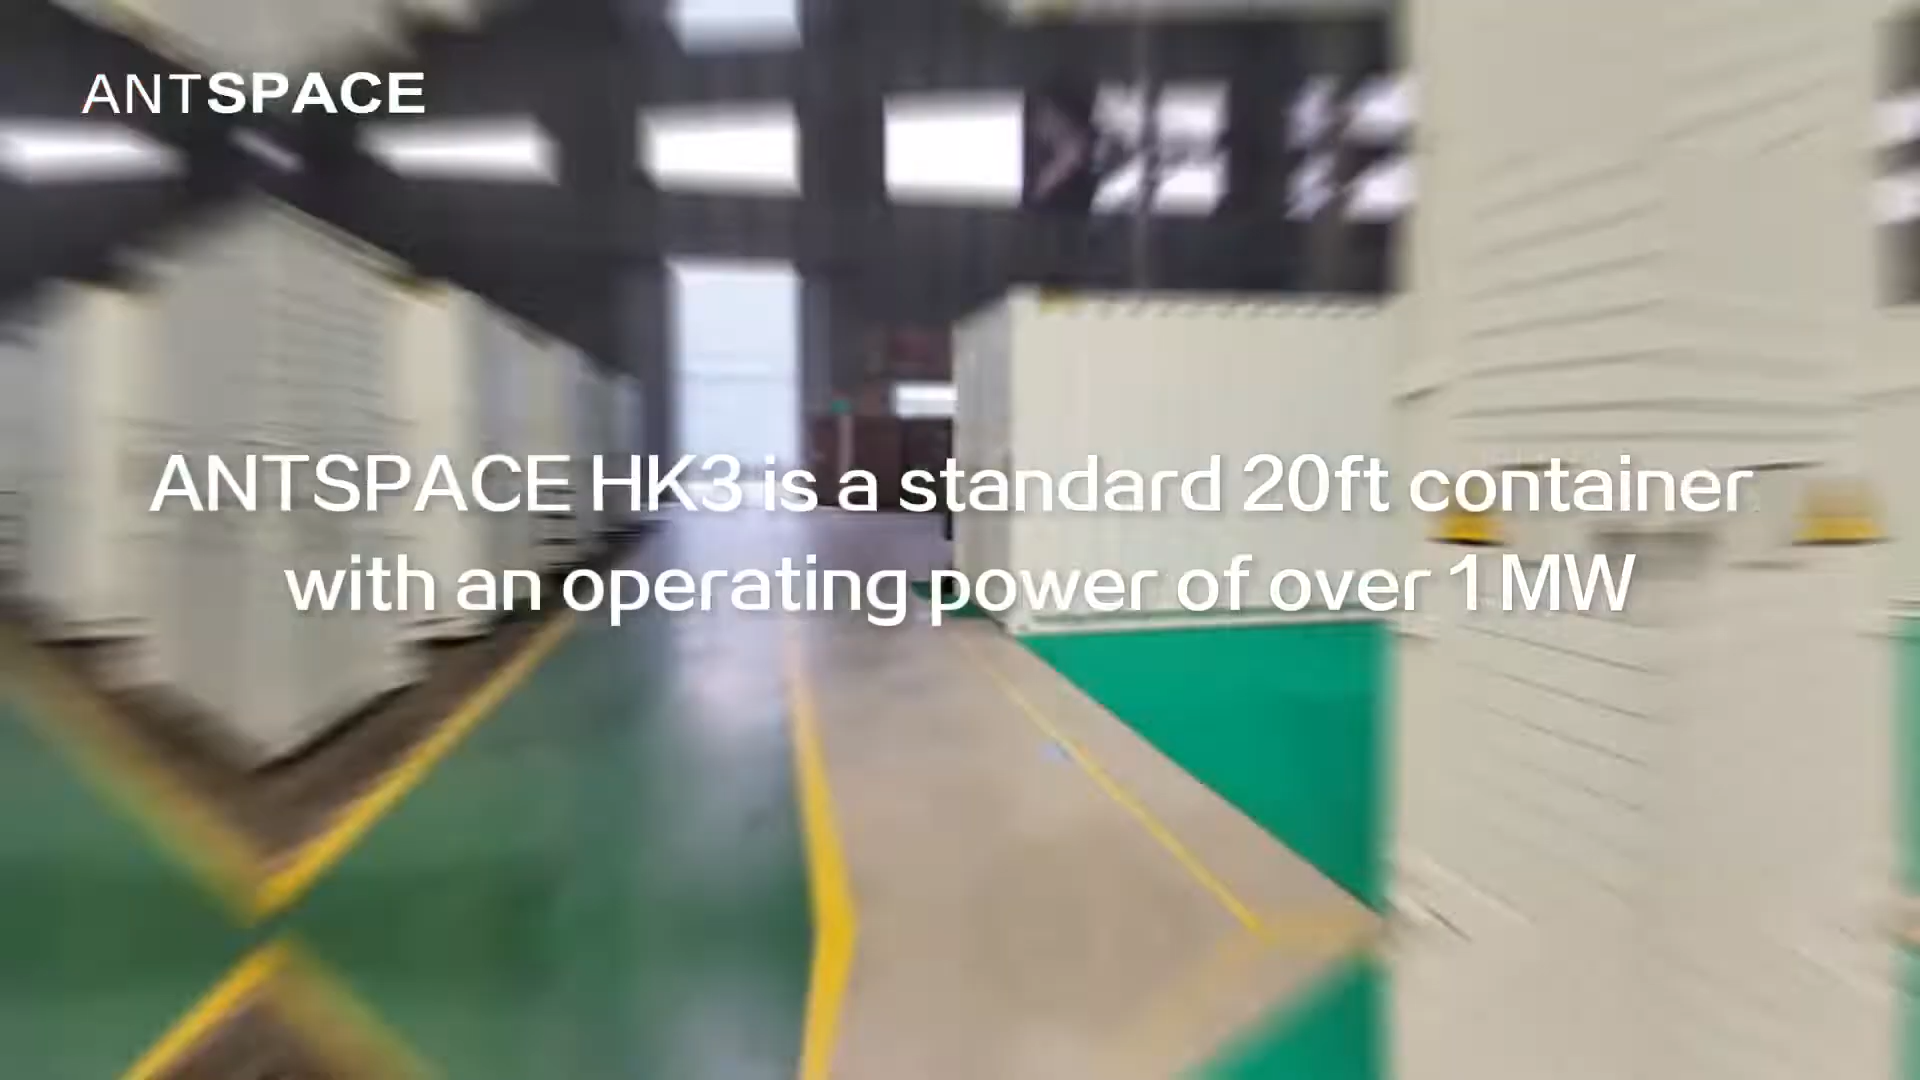 ANTSPACE
ANTSPACE HK3 is a standard 20ft container
with an operating power of over 1 MW